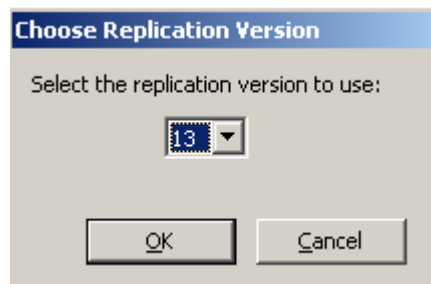 Choose Replication Version
Select the replication version to use:
13
OK
Cancel